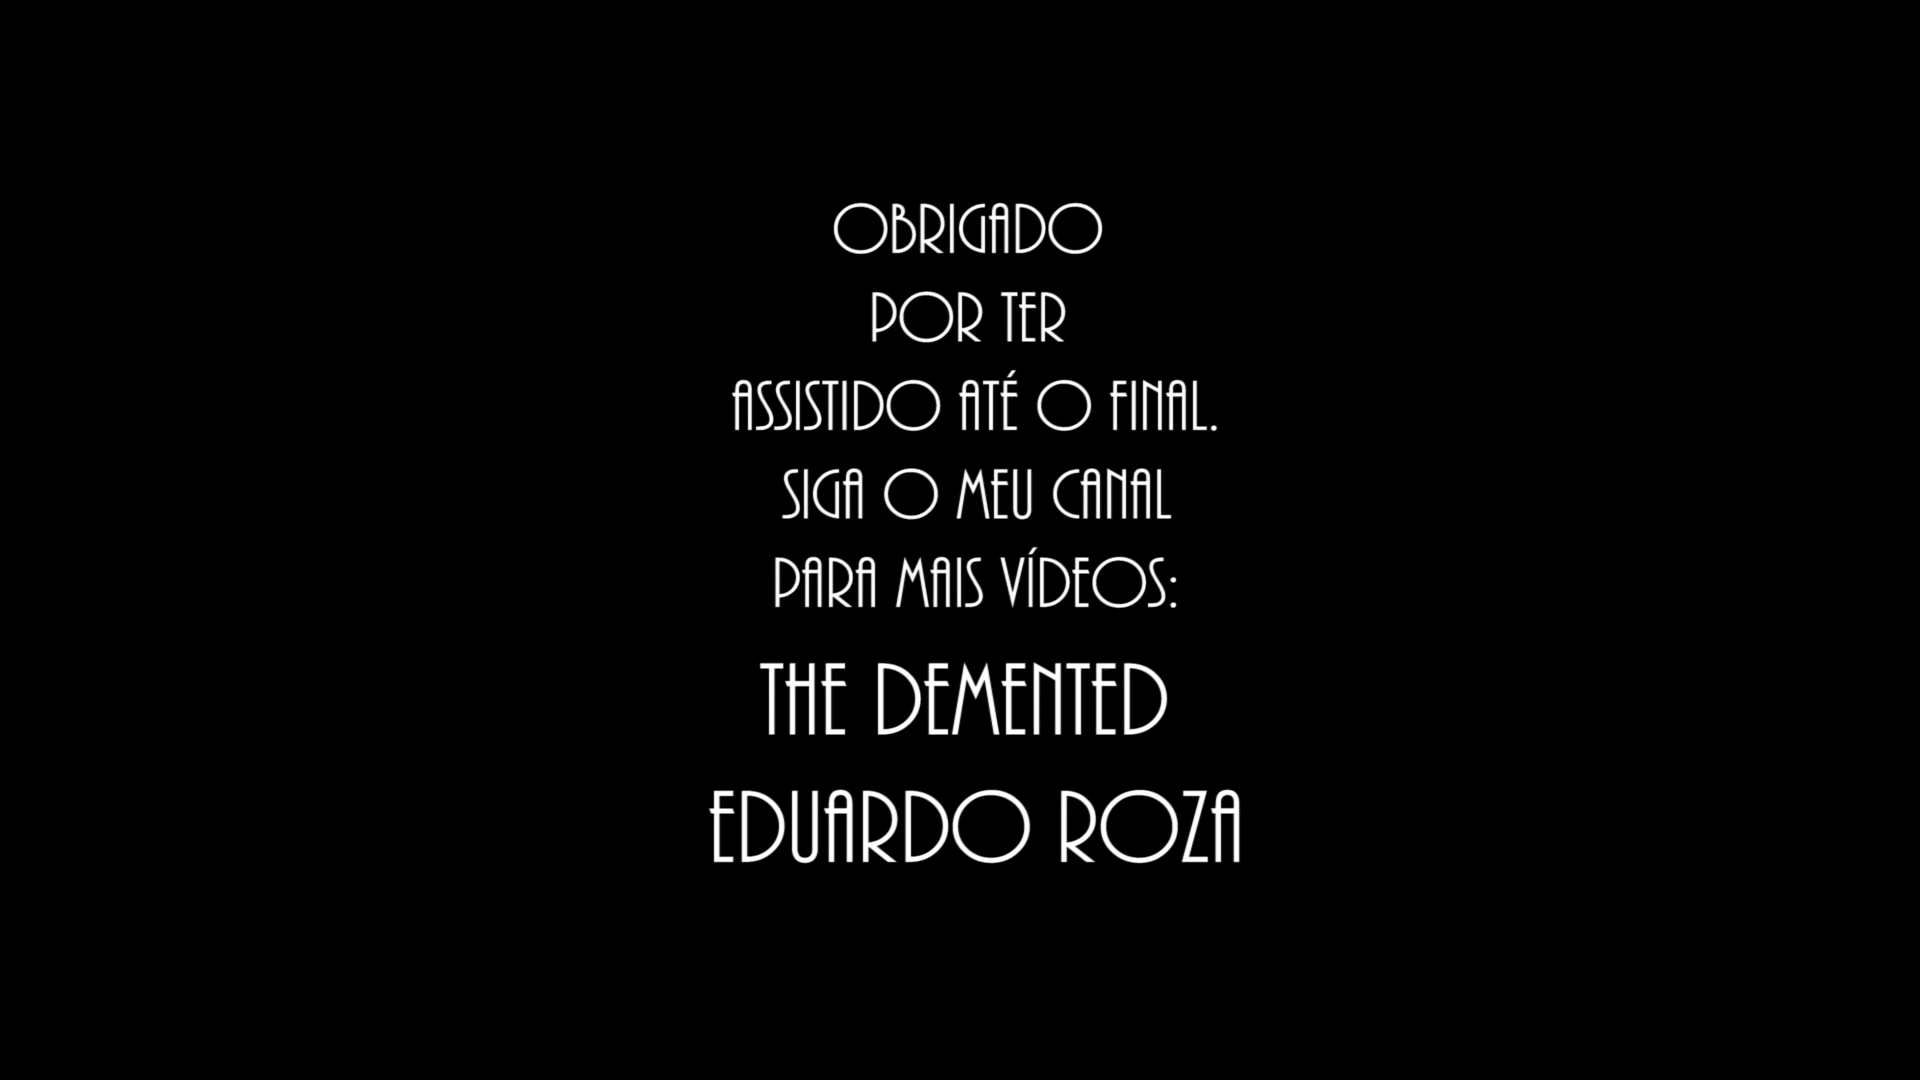 OBRIGADO
POR TER
ASSISTIDO ATÉ O FINAL.
SIGA O MEU CANAL
PARA MAIS VÍDEOS:
THE DEMENTED
EDUARDO ROZA